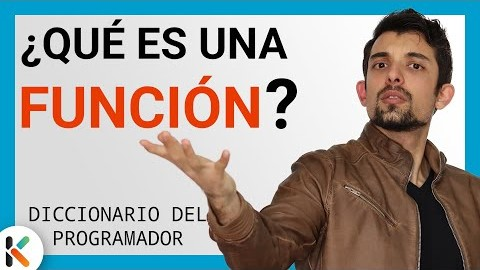 ¿QUÉ ES UNA
FUNCIÓN?
DICCIONARIO DEL
PROGRAMADOR